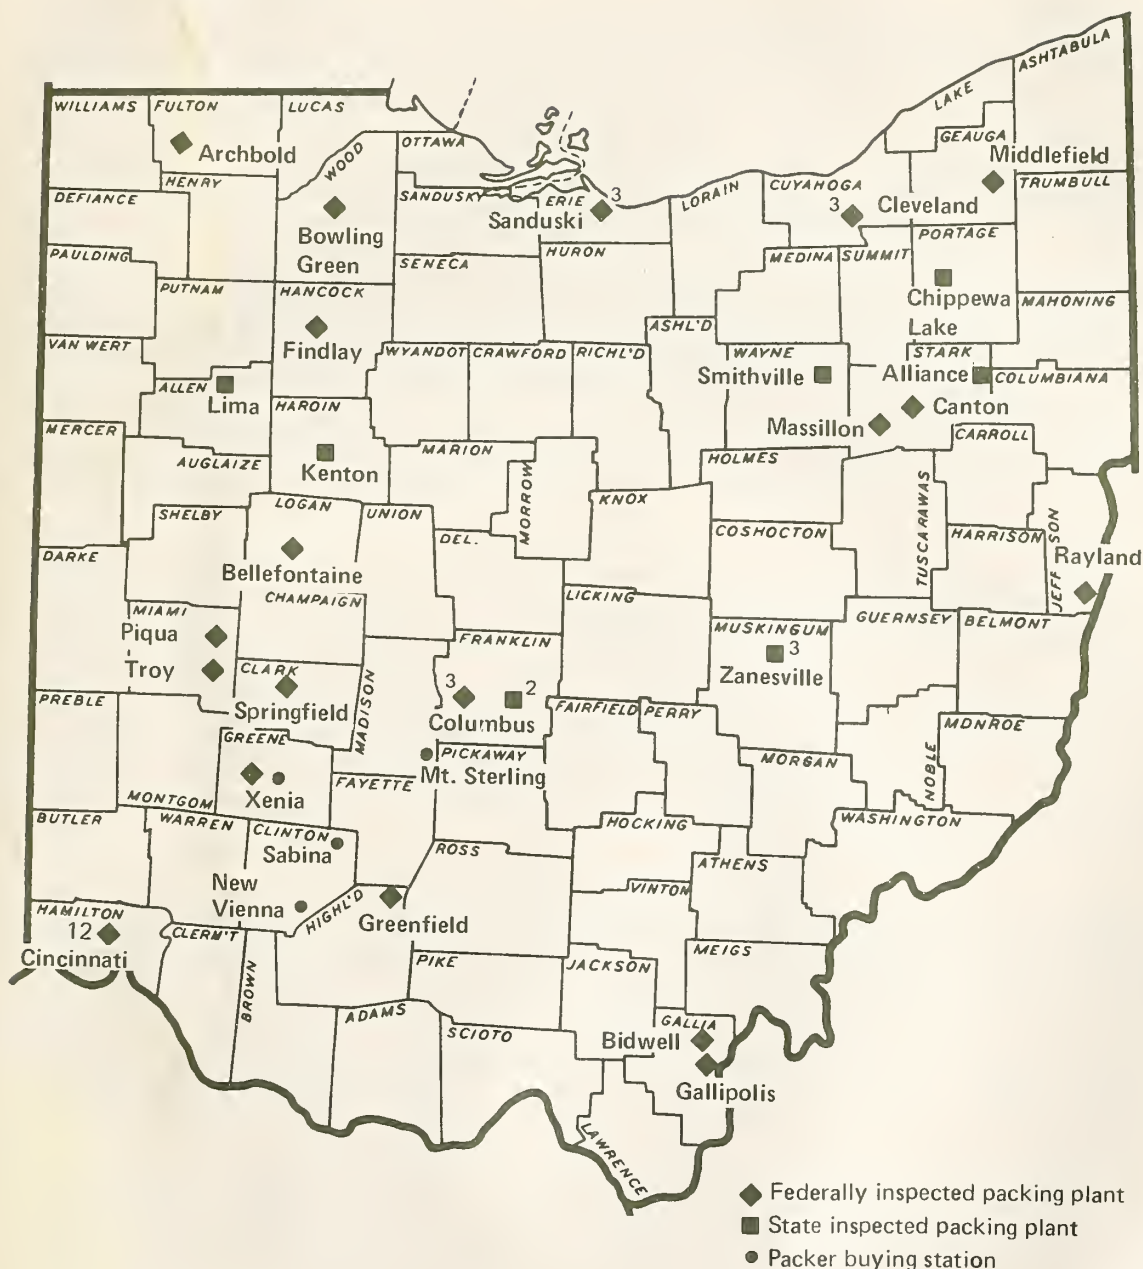 ASHTABULA
LAKE
WILLIAMS
FULTON
LUCAS
GEAUGA
OTTAWA
WOOD
Archbold
Middlefield
HENRY
CUYAHOGA
TRUMBULL
DEFIANCE
SANDUSKY
ERIE
3
LORAIN
3
Cleveland
Sanduski
Bowling
Green
PORTAGE
PAULDING
SENECA
HURON
MEDINA
SUMMIT
PUTNAM
HANCOCK
Chippewa
Lake
MAHONING
Findlay
ASHL'D
VAN WERT
WYANDOT
CRAWFORD
RICHL'D
WAYNE
STARK
Smithville
Alliance
COLUMBIANA
ALLEN
Lima
HAROIN
Canton
Massillon
MERCER
CARROLL
AUGLAIZE
Kenton
MARION
HOLMES
MORROW
LOGAN
UNION
KNOX
TUSCARAWAS
SHELBY
DEL.
COSHOCTON
HARRISON
JEFF SON
DARKE
Rayland
Bellefontaine
CHAMPAIGN
LICKING
MIAMI
GUERNSEY
BELMONT
Piqua
FRANKLIN
MUSKINGUM
3
Troy
CLARK
Zanesville
PREBLE
Springfield
MADISON
3
2
Columbus
FAIRFIELD
PERRY
MDNROE
GREENE
PICKAWAY
NOBLE
Mt. Sterling
MORGAN
FAYETTE
Xenia
MONTGOM
BUTLER
WARREN
CLINTON
HOCKING
WASHINGTON
Sabina
ROSS
ATHENS
New
Vienna
VINTON
HIGHL'D
HAMILTON
Greenfield
12
CLERM'T
Cincinnati
MEIGS
PIKE
JACKSON
BROWN
ADAMS
GALLIA
SCIOTO
Bidwell
Gallipolis
LAWRENCE
Federally inspected packing plant
State inspected packing plant
Packer buying station